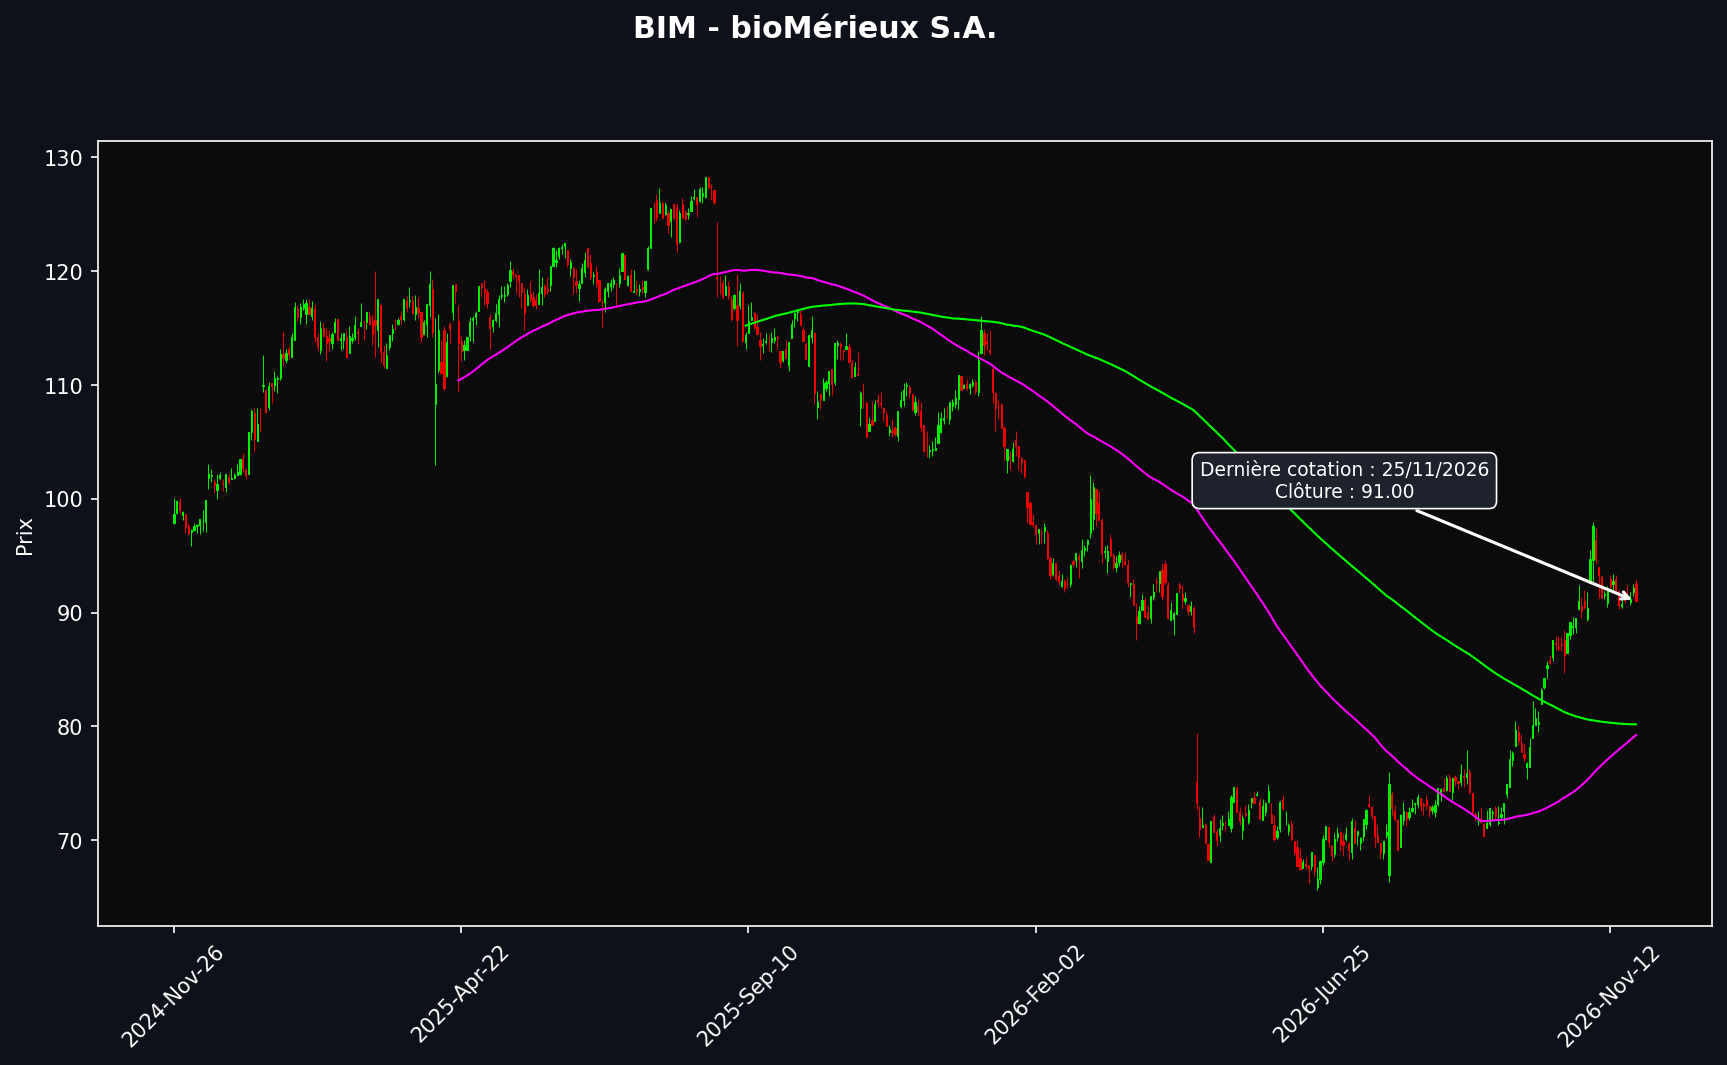 BIM - bioMérieux S.A.
Prix
130
120
110
100
90
80
70
Dernière cotation : 25/11/2026
Clôture : 91.00
2024-Nov-26
2025-Apr-22
2025-Sep-10
2026-Feb-02
2026-Jun-25
2026-Nov-12